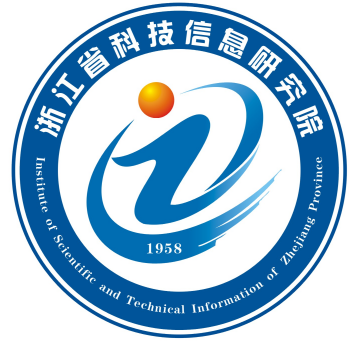 浙江省科技信息研究院
1958
Institute of Scientific and Technical Information of Zhejiang Province